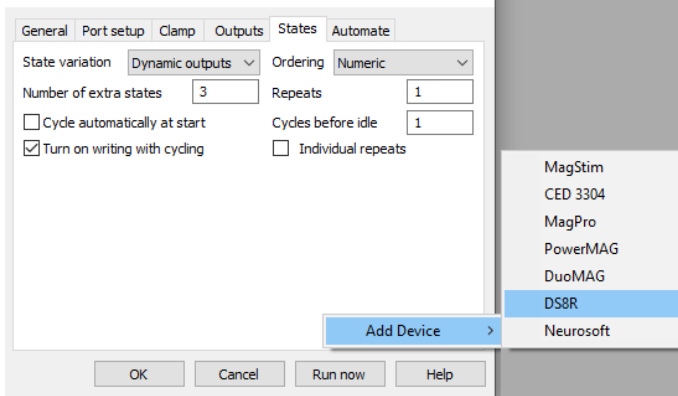 General Port setup Clamp Outputs States Automate
State variation Dynamic outputs Ordering Numeric
Number of extra states 3 Repeats 1
Cycle automatically at start Cycles before idle 1
Turn on writing with cycling Individual repeats
MagStim
CED 3304
MagPro
PowerMAG
DuoMAG
DS8R
Add Device Neurosoft
OK Cancel Run now Help